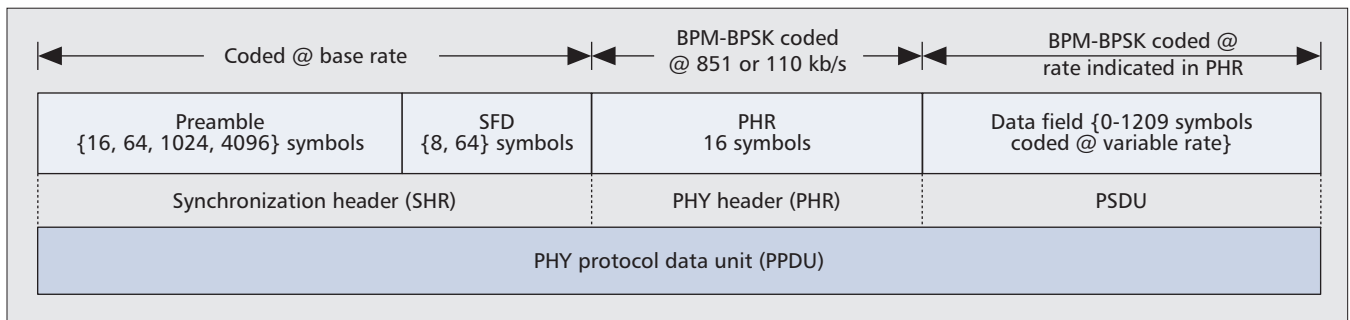 Coded @ base rate
BPM-BPSK coded
@ 851 or 110 kb/s
BPM-BPSK coded @
rate indicated in PHR
Preamble
{16, 64, 1024, 4096} symbols
SFD
{8, 64} symbols
PHR
16 symbols
Data field {0-1209 symbols
coded @ variable rate}
Synchronization header (SHR)
PHY header (PHR)
PSDU
PHY protocol data unit (PPDU)